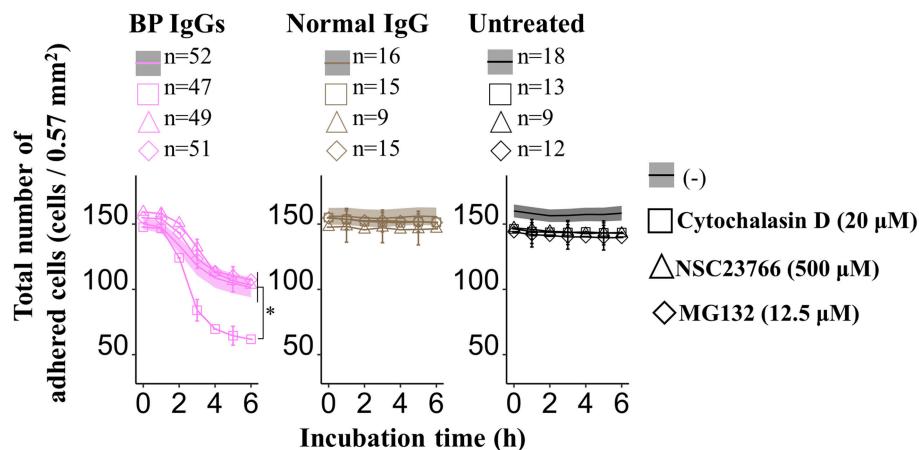 BP IgGs
n=52
n=47
n=49
n=51
Normal IgG
n=16
n=15
n=9
n=15
Untreated
n=18
n=13
n=9
n=12
(-)
Cytochalasin D (20 µM)
NSC23766 (500 µM)
MG132 (12.5 µM)
Total number of
adhered cells (cells / 0.57 mm²)
150
100
50
*
0 2 4 6
150
100
50
0 2 4 6
150
100
50
0 2 4 6
Incubation time (h)